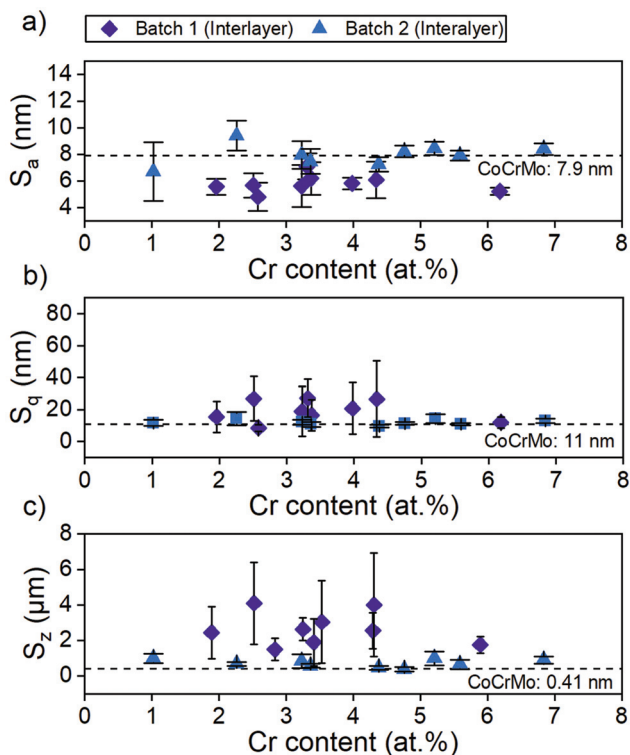 a)
Batch 1 (Interlayer) Batch 2 (Interalyer)
14
12
10
8
6
4
Sa (nm)
CoCrMo: 7.9 nm
0 1 2 3 4 5 6 7 8
Cr content (at.%)
b)
80
60
40
20
0
Sq (nm)
CoCrMo: 11 nm
0 1 2 3 4 5 6 7 8
Cr content (at.%)
c)
8
6
4
2
0
Sz (µm)
CoCrMo: 0.41 nm
0 1 2 3 4 5 6 7 8
Cr content (at.%)